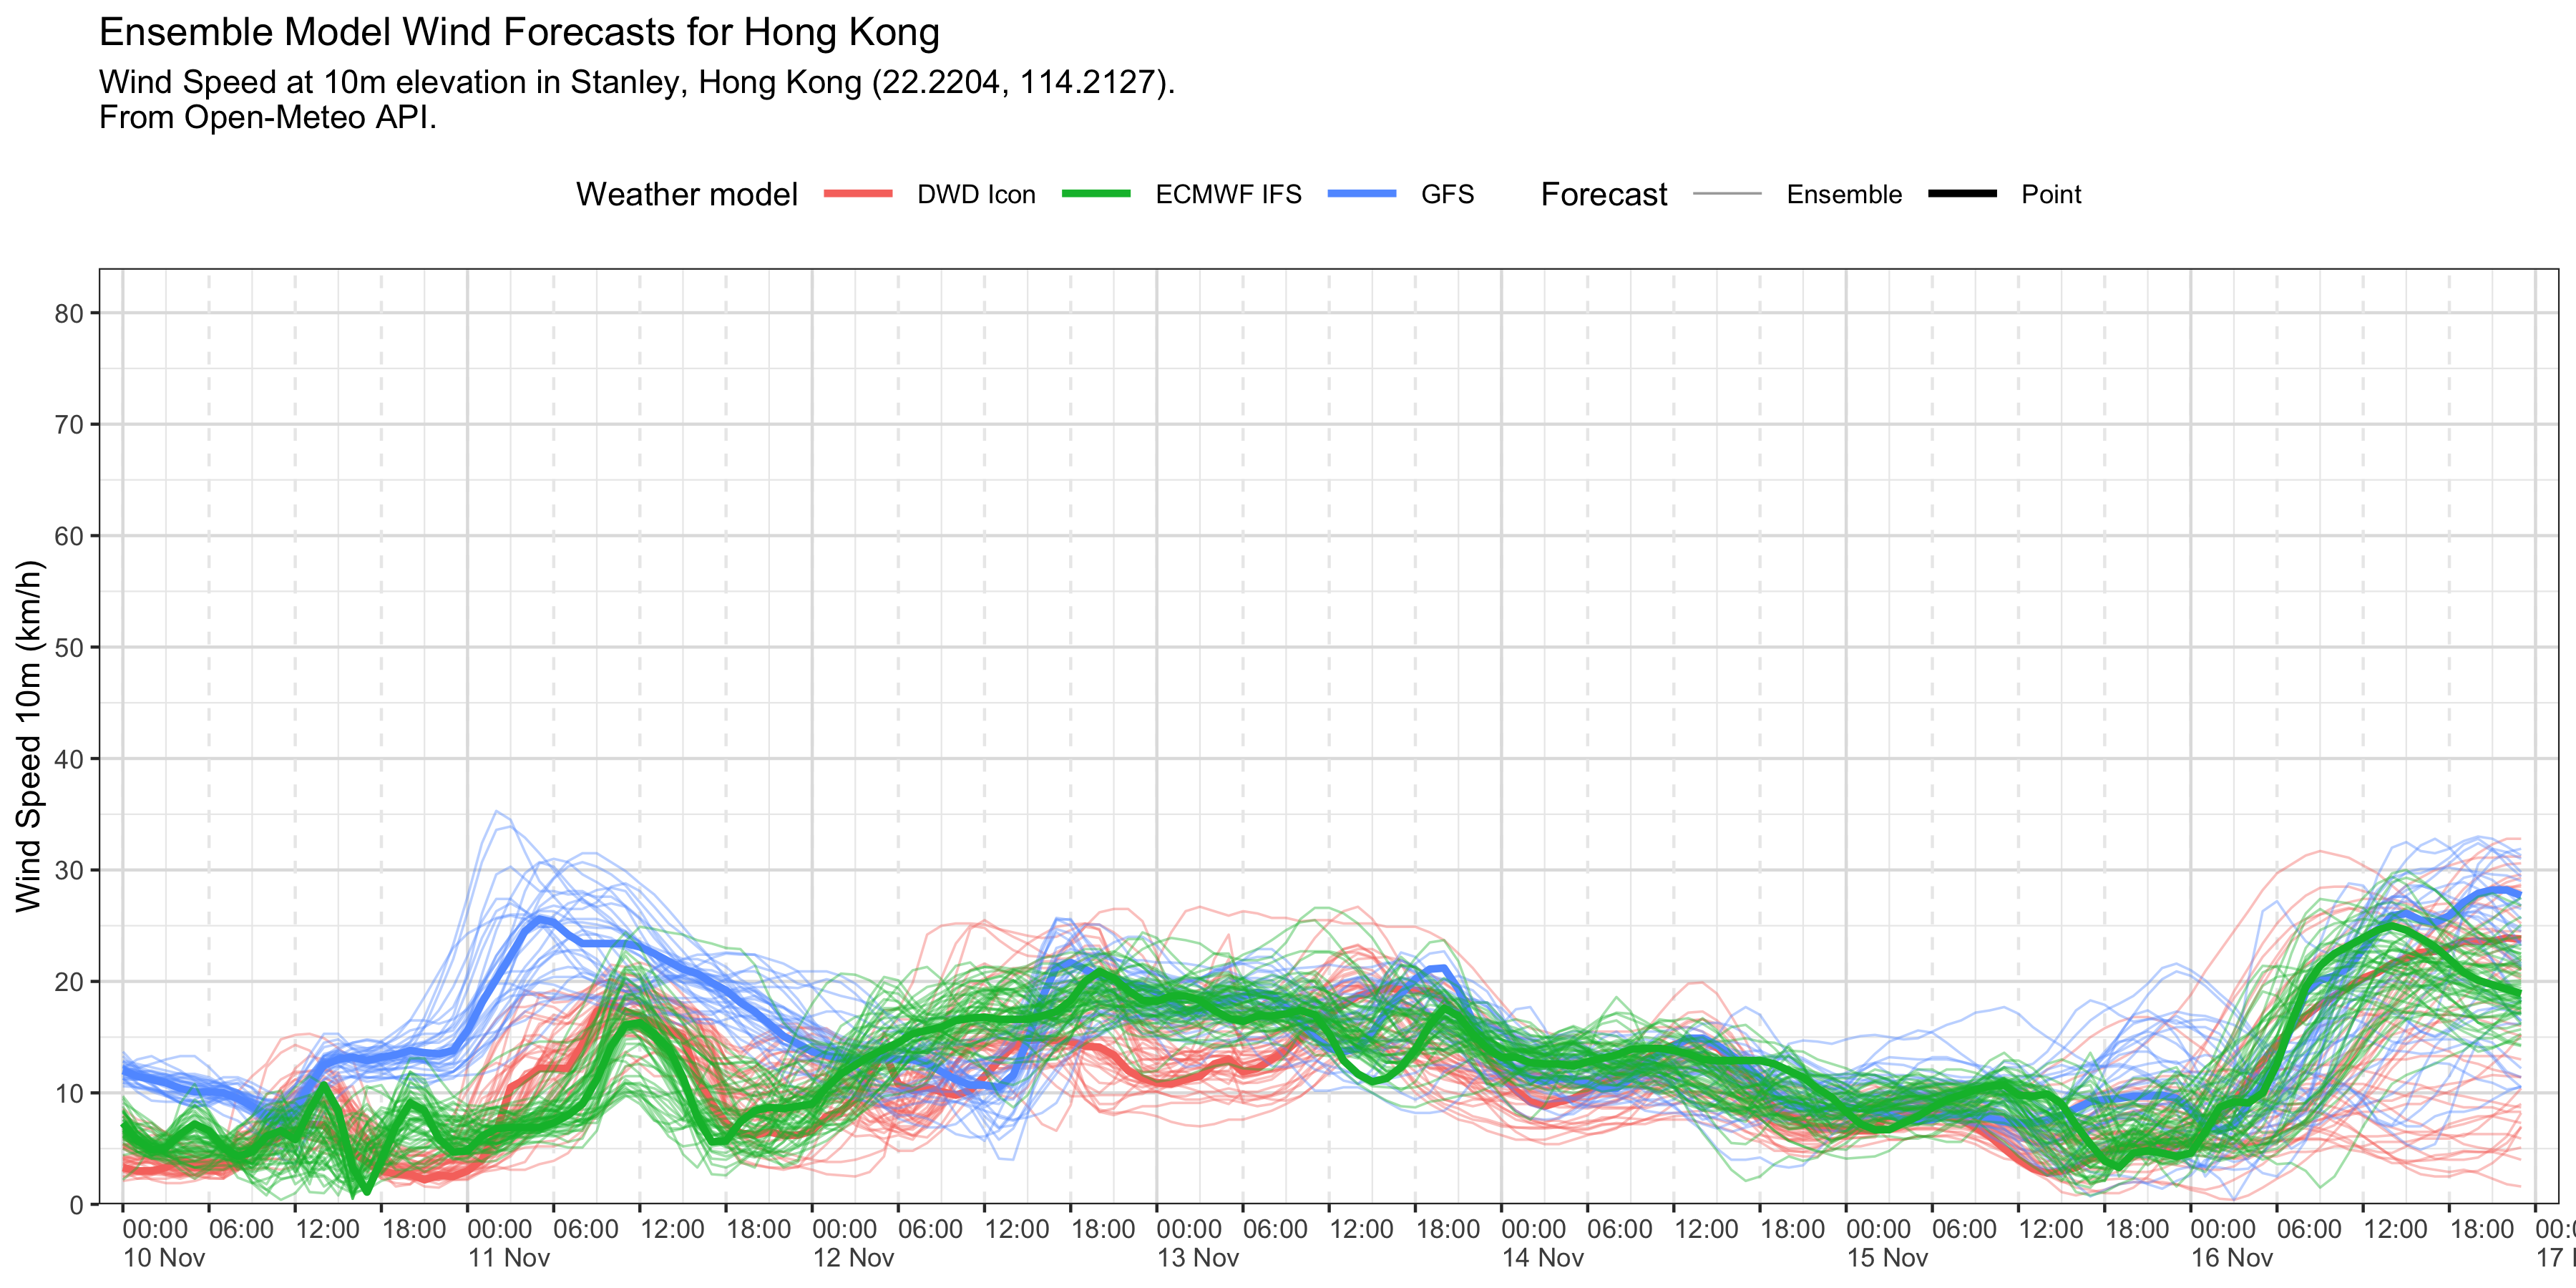 Ensemble Model Wind Forecasts for Hong Kong
Wind Speed at 10m elevation in Stanley, Hong Kong (22.2204, 114.2127).
From Open-Meteo API.
Weather model DWD Icon ECMWF IFS GFS Forecast Ensemble Point
Wind Speed 10m (km/h)
80
70
60
50
40
30
20
10
0
00:00 06:00 12:00 18:00 00:00 06:00 12:00 18:00 00:00 06:00 12:00 18:00 00:00 06:00 12:00 18:00 00:00 06:00 12:00 18:00 00:00 06:00 12:00 18:00 00:00 06:00 12:00 18:00 00:
10 Nov 11 Nov 12 Nov 13 Nov 14 Nov 15 Nov 16 Nov 17